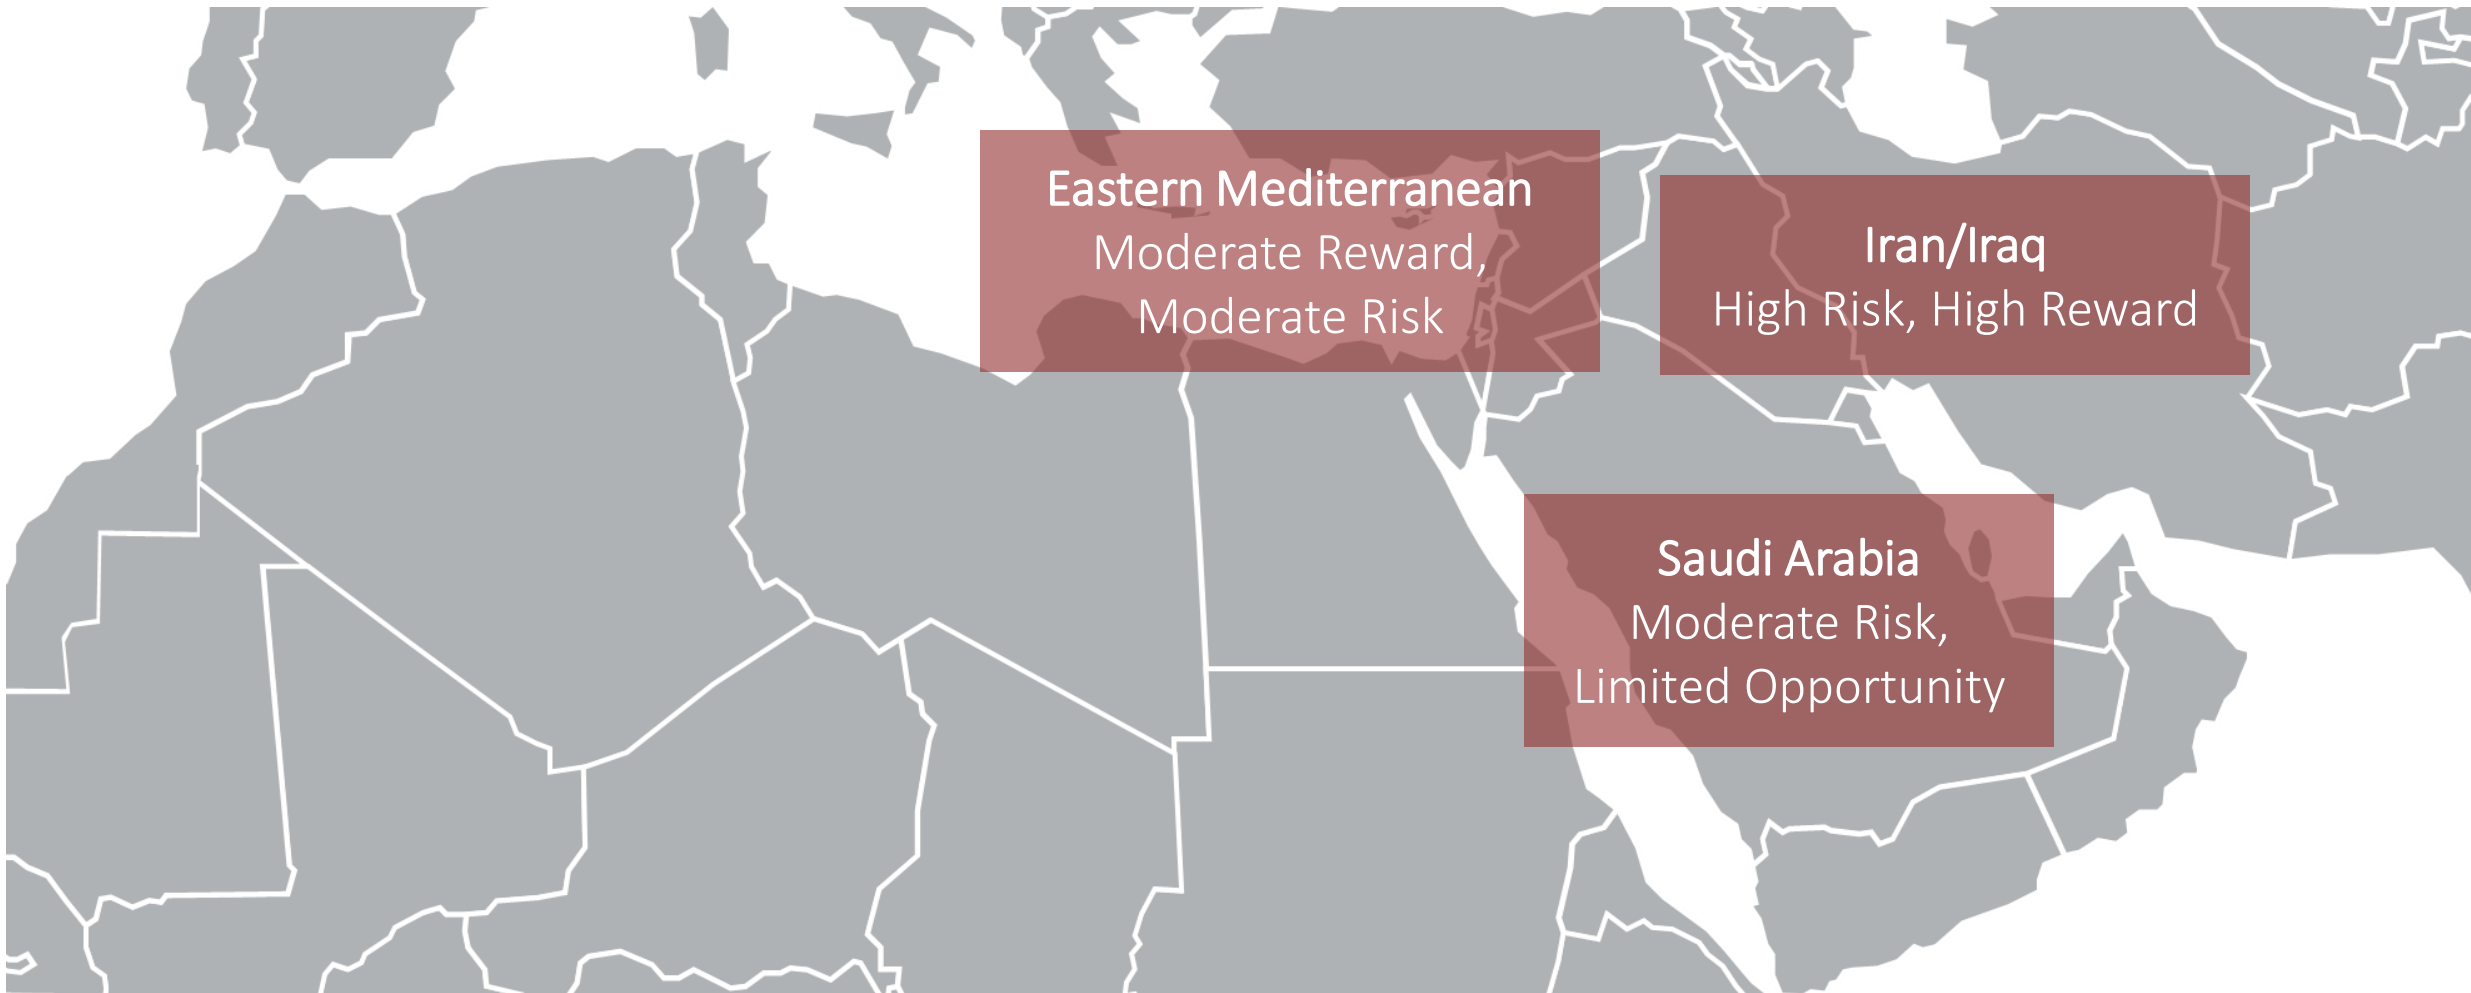 Eastern Mediterranean
Moderate Reward,
Moderate Risk
Iran/Iraq
High Risk, High Reward
Saudi Arabia
Moderate Risk,
Limited Opportunity